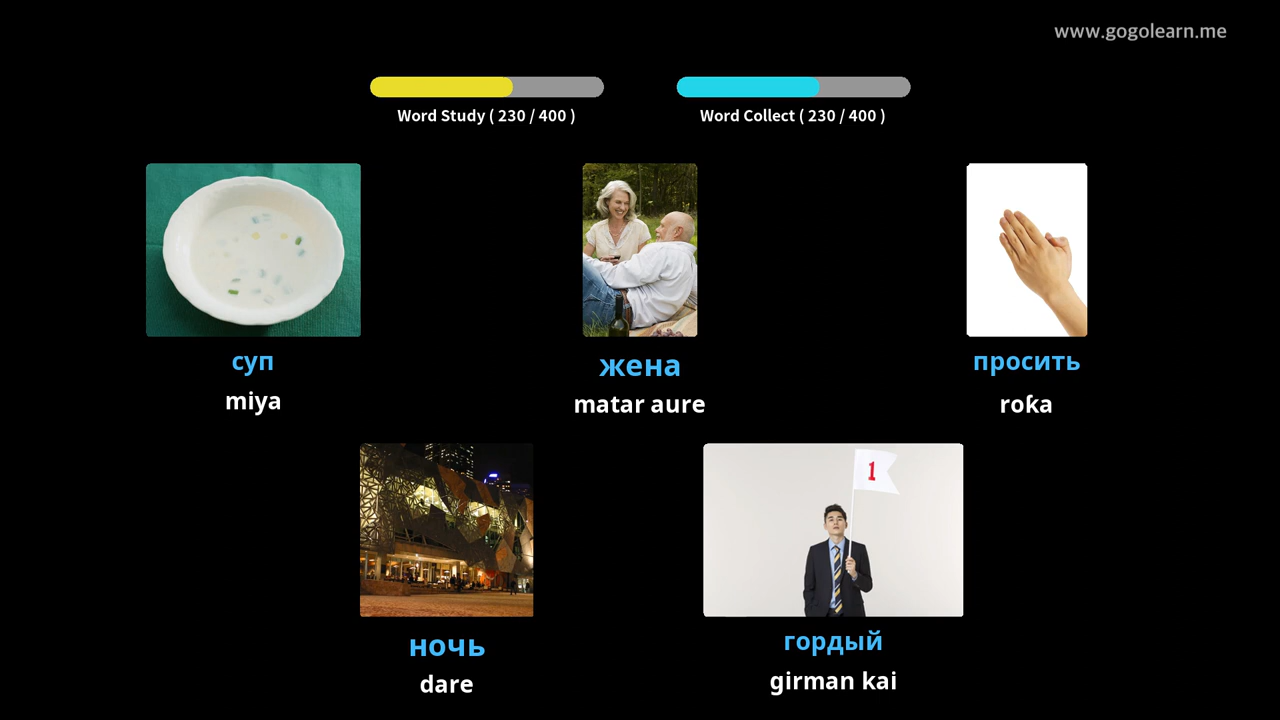 www.gogolearn.me
Word Study ( 230 / 400 )
Word Collect ( 230 / 400 )
суп
miya
жена
matar aure
просить
roƙa
1
ночь
dare
гордый
girman kai